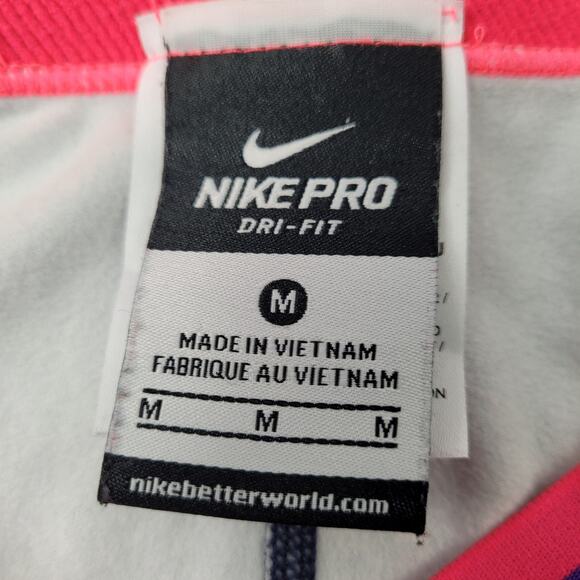 NIKE PRO
DRI-FIT
M
MADE IN VIETNAM
FABRIQUE AU VIETNAM
M M M
nikebetterworld.com